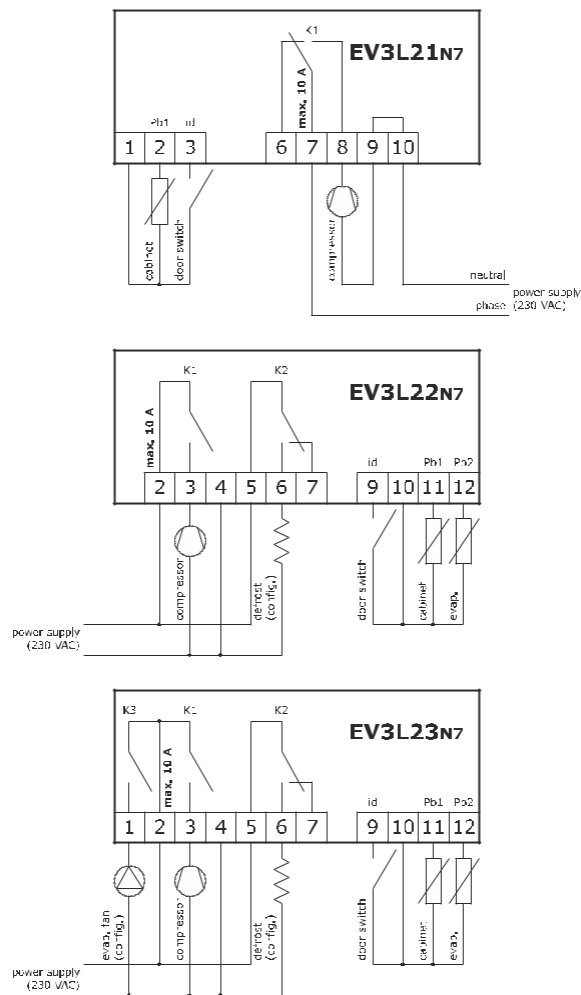 EV3L21N7
K1
max. 10 A
Pb1 id
1 2 3 6 7 8 9 10
cabinet
door switch
compressor
neutral
power supply
phase (230 VAC)
EV3L22N7
K1 K2
max. 10 A
id Pb1 Pb2
2 3 4 5 6 7 9 10 11 12
compressor
defrost
(config.)
door switch
cabinet
evap.
power supply
(230 VAC)
EV3L23N7
K3 K1 K2
max. 10 A
id Pb1 Pb2
1 2 3 4 5 6 7 9 10 11 12
evap. fan
(config.)
compressor
defrost
(config.)
door switch
cabinet
evap.
power supply
(230 VAC)